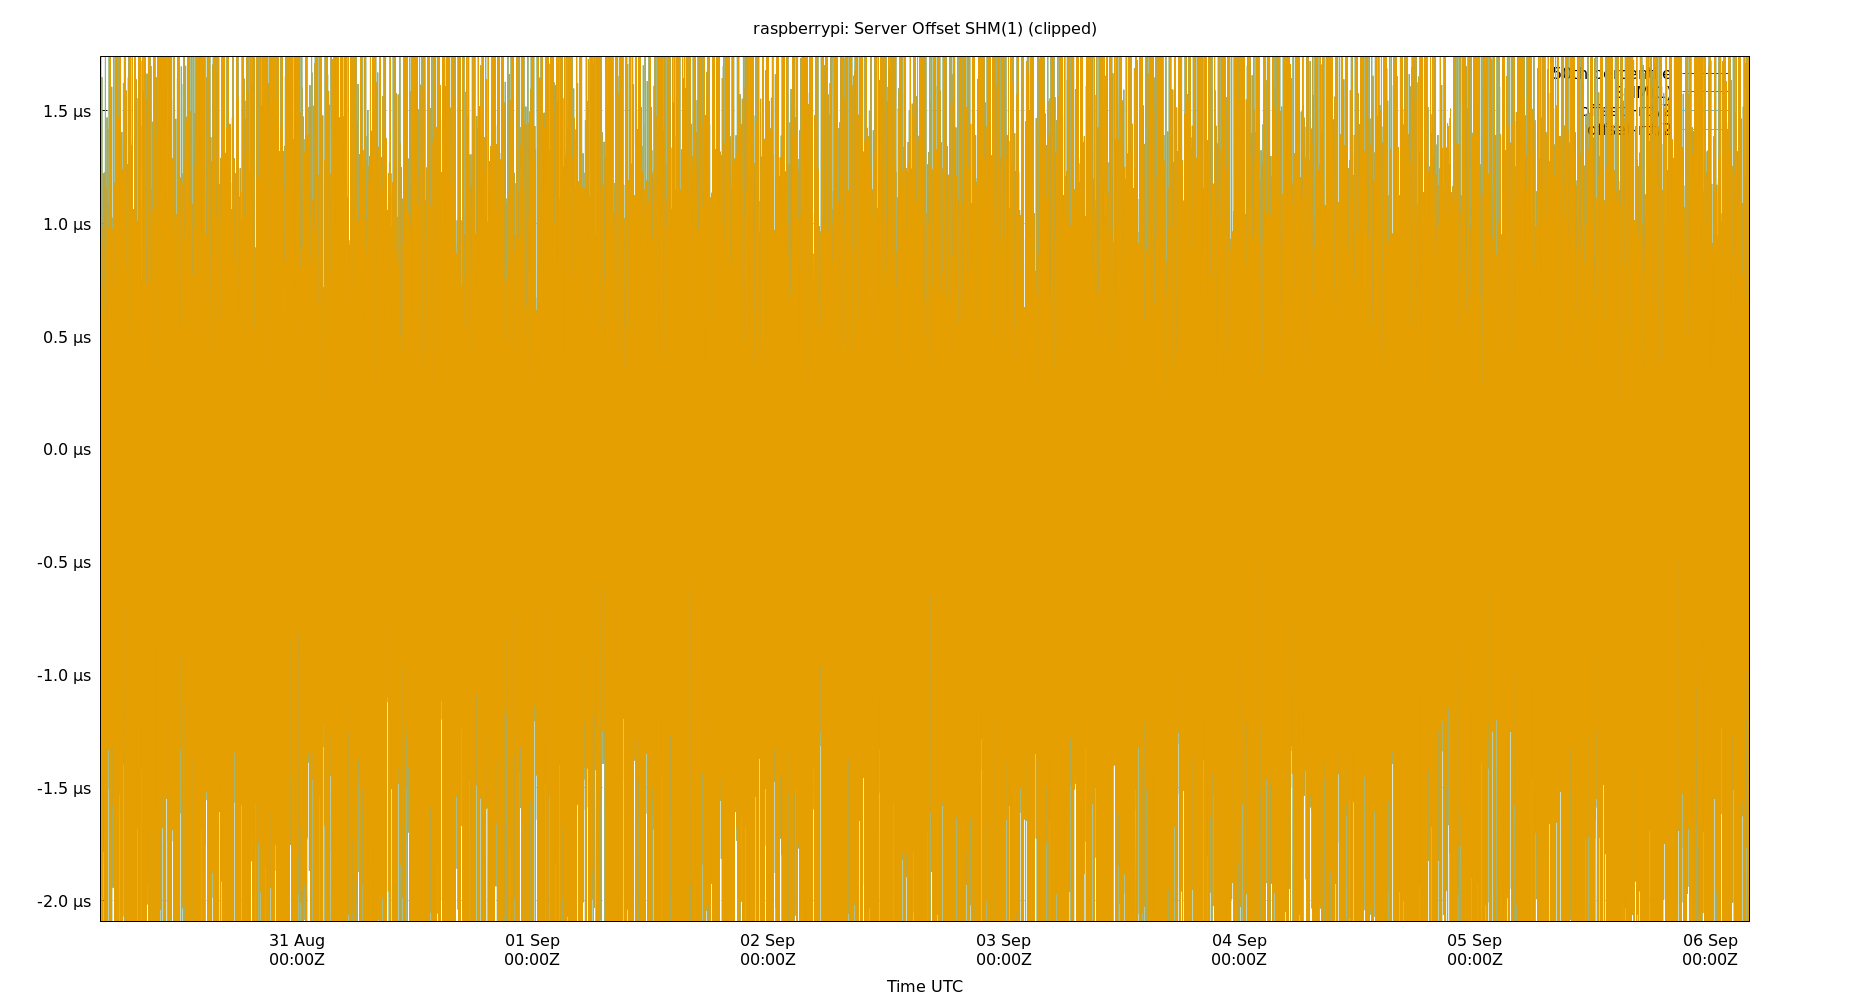 raspberrypi: Server Offset SHM(1) (clipped)
1.5 µs
1.0 µs
0.5 µs
0.0 µs
-0.5 µs
-1.0 µs
-1.5 µs
-2.0 µs
31 Aug 01 Sep 02 Sep 03 Sep 04 Sep 05 Sep 06 Sep
00:00Z 00:00Z 00:00Z 00:00Z 00:00Z 00:00Z 00:00Z
Time UTC